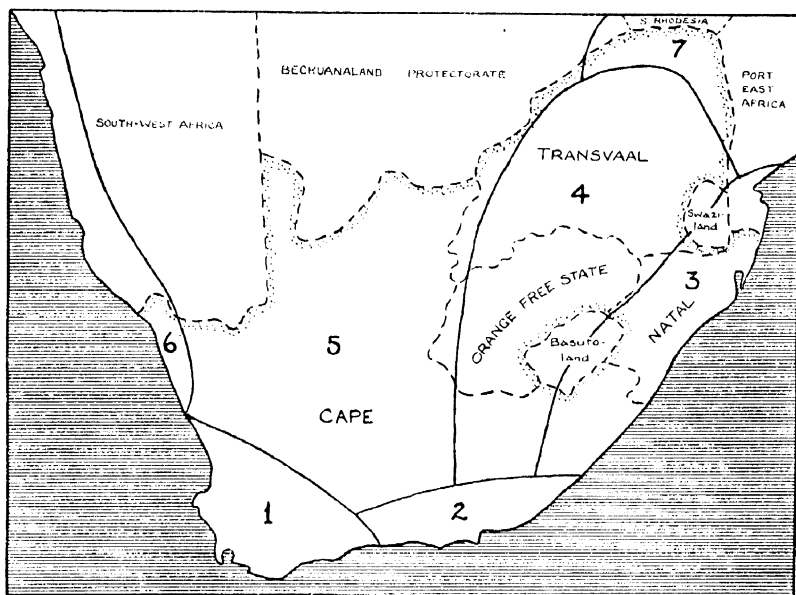 S. RHODESIA
7
BECHUANALAND PROTECTORATE
PORT
EAST
AFRICA
SOUTH-WEST AFRICA
TRANSVAAL
4
Swazi-
land
3
ORANGE FREE STATE
NATAL
6
5
Basuto-
land
CAPE
1
2